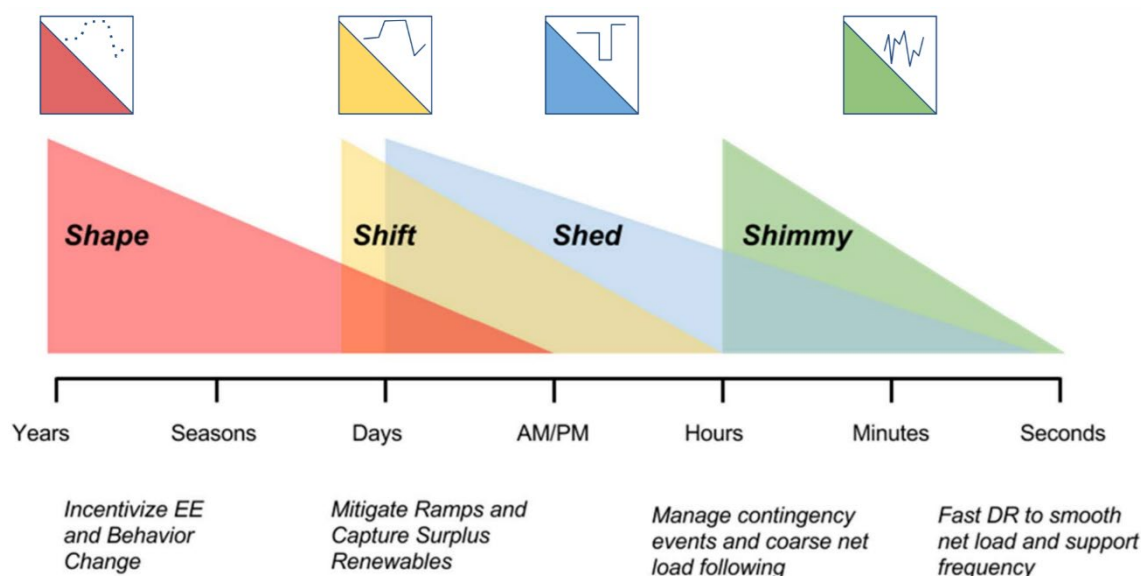 Shape
Shift
Shed
Shimmy
Years
Seasons
Days
AM/PM
Hours
Minutes
Seconds
Incentivize EE
and Behavior
Change
Mitigate Ramps and
Capture Surplus
Renewables
Manage contingency
events and coarse net
load following
Fast DR to smooth
net load and support
frequency